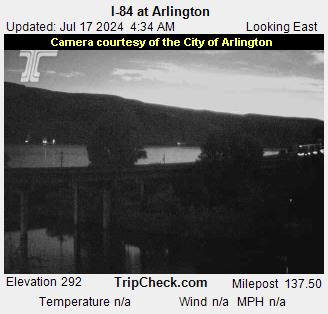 I-84 at Arlington
Updated: Jul 17 2024 4:34 AM Looking East
Camera courtesy of the City of Arlington
Elevation 292 TripCheck.com Milepost 137.50
Temperature n/a Wind n/a MPH n/a